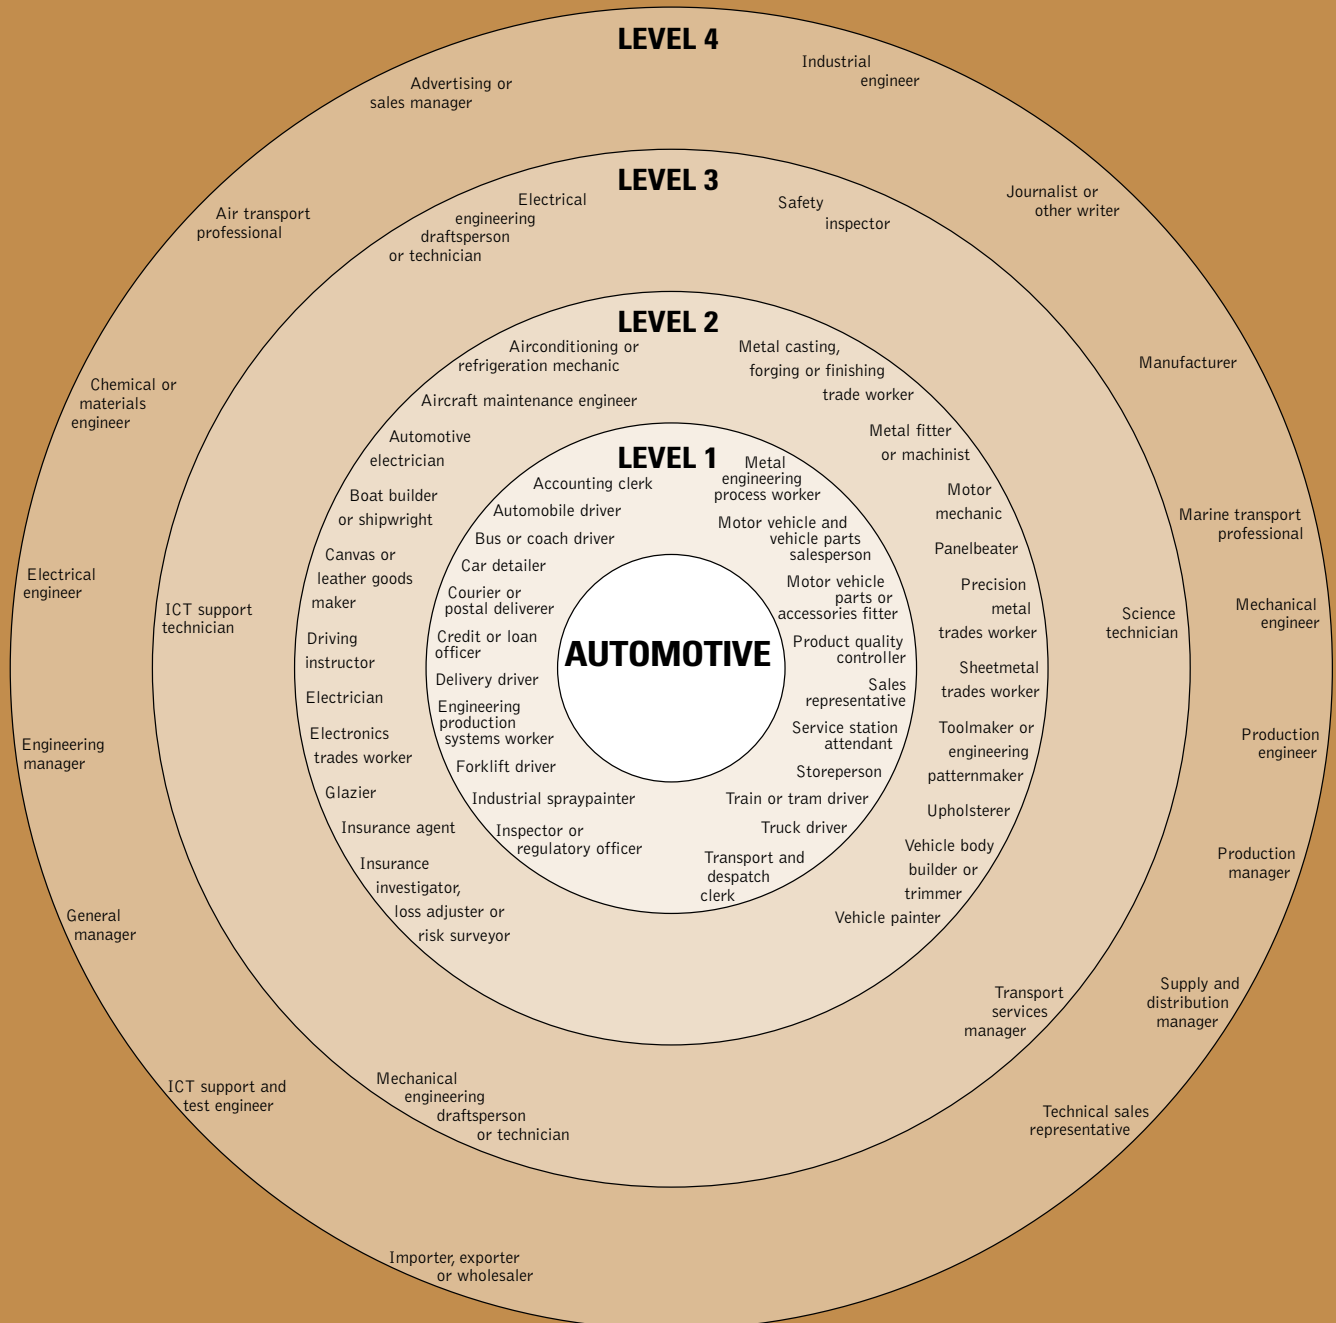 LEVEL 4
Advertising or
sales manager
Air transport
professional
Chemical or
materials
engineer
Electrical
engineer
Engineering
manager
General
manager
ICT support and
test engineer
Importer, exporter
or wholesaler
Industrial
engineer
Journalist or
other writer
Manufacturer
Marine transport
professional
Mechanical
engineer
Production
engineer
Production
manager
Supply and
distribution
manager
Technical sales
representative
LEVEL 3
Electrical
engineering
draftsperson
or technician
ICT support
technician
Mechanical
engineering
draftsperson
or technician
Safety
inspector
Science
technician
Transport
services
manager
LEVEL 2
Airconditioning or
refrigeration mechanic
Aircraft maintenance engineer
Automotive
electrician
Boat builder
or shipwright
Canvas or
leather goods
maker
Driving
instructor
Electrician
Electronics
trades worker
Glazier
Insurance agent
Insurance
investigator,
loss adjuster or
risk surveyor
Metal casting,
forging or finishing
trade worker
Metal fitter
or machinist
Motor
mechanic
Panelbeater
Precision
metal
trades worker
Sheetmetal
trades worker
Toolmaker or
engineering
patternmaker
Upholsterer
Vehicle body
builder or
trimmer
Vehicle painter
LEVEL 1
Accounting clerk
Automobile driver
Bus or coach driver
Car detailer
Courier or
postal deliverer
Credit or loan
officer
Delivery driver
Engineering
production
systems worker
Forklift driver
Industrial spraypainter
Inspector or
regulatory officer
Metal
engineering
process worker
Motor vehicle and
vehicle parts
salesperson
Motor vehicle
parts or
accessories fitter
Product quality
controller
Sales
representative
Service station
attendant
Storeperson
Train or tram driver
Truck driver
Transport and
despatch
clerk
AUTOMOTIVE